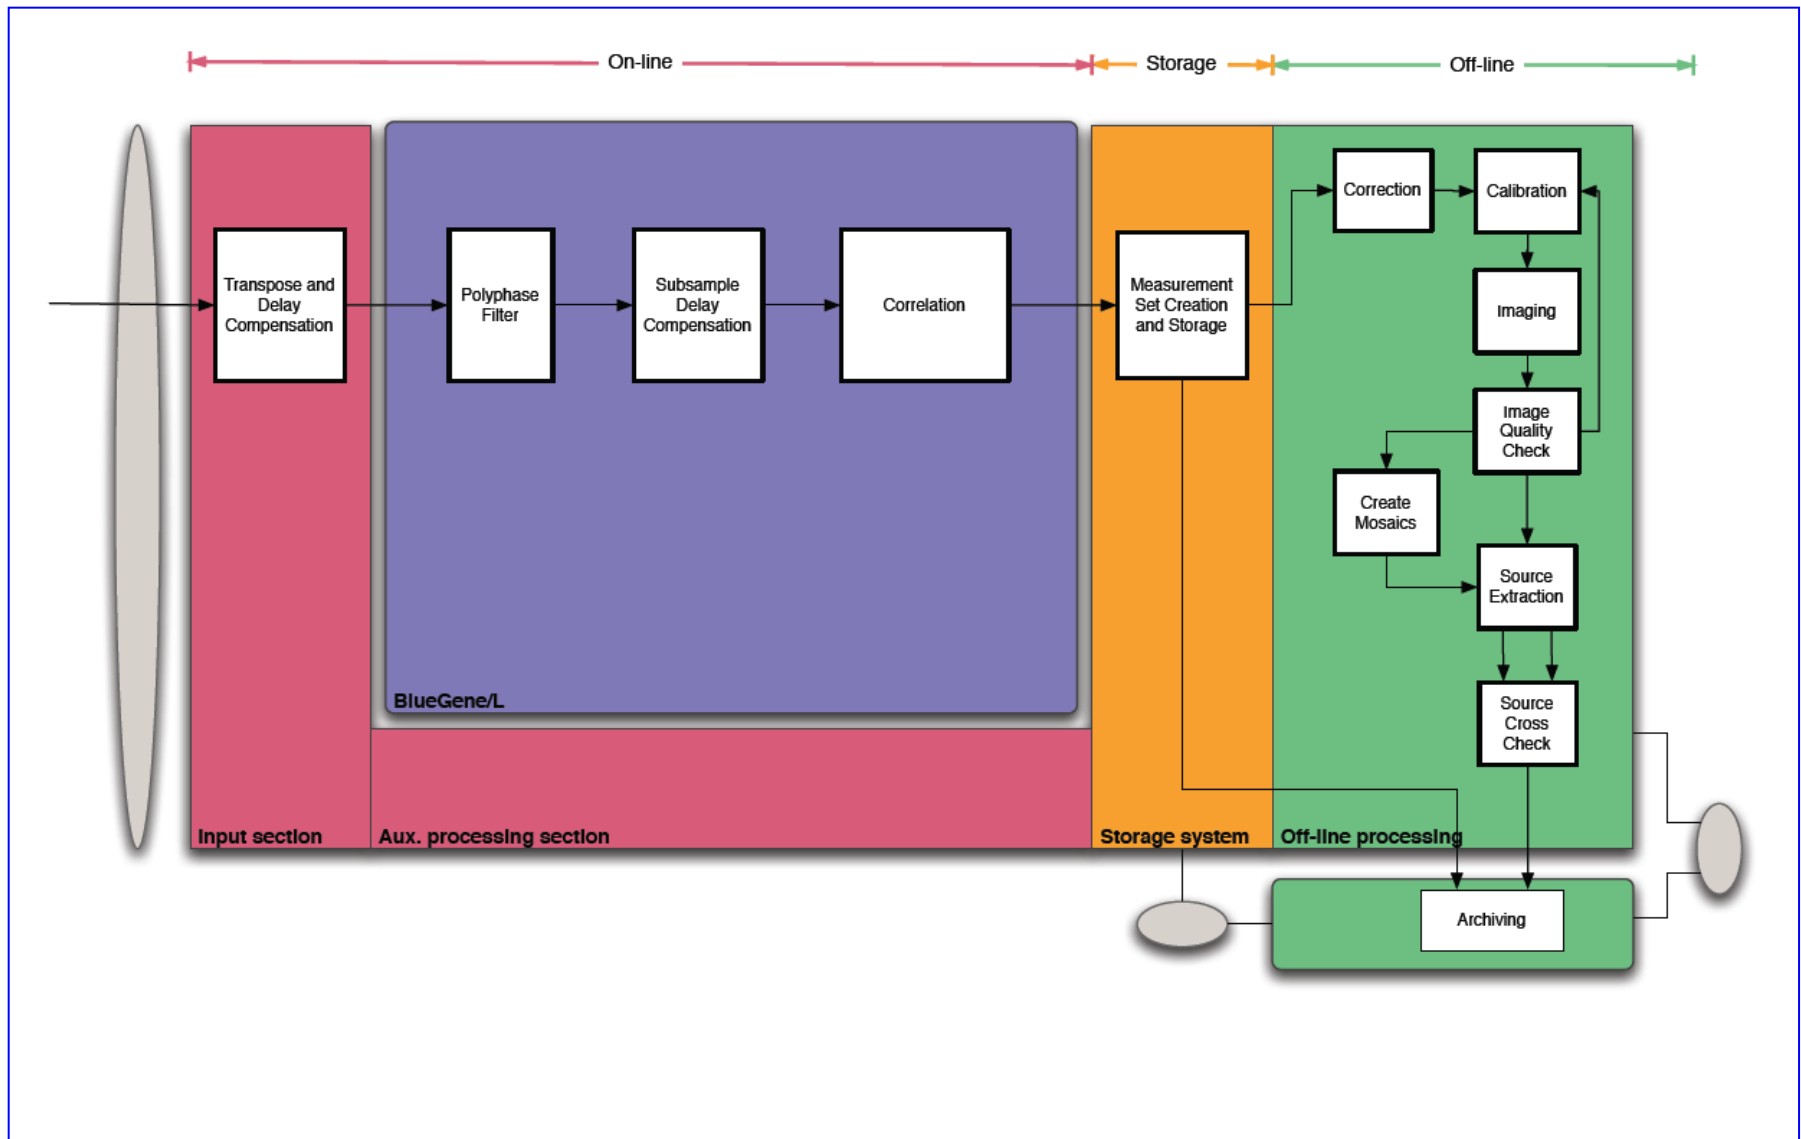 On-line
Storage
Off-line
Transpose and
Delay
Compensation
Polyphase
Filter
Subsample
Delay
Compensation
Correlation
Measurement
Set Creation
and Storage
Correction
Calibration
Imaging
Image
Quality
Check
Create
Mosaics
Source
Extraction
Source
Cross
Check
BlueGene/L
Input section
Aux. processing section
Storage system
Off-line processing
Archiving